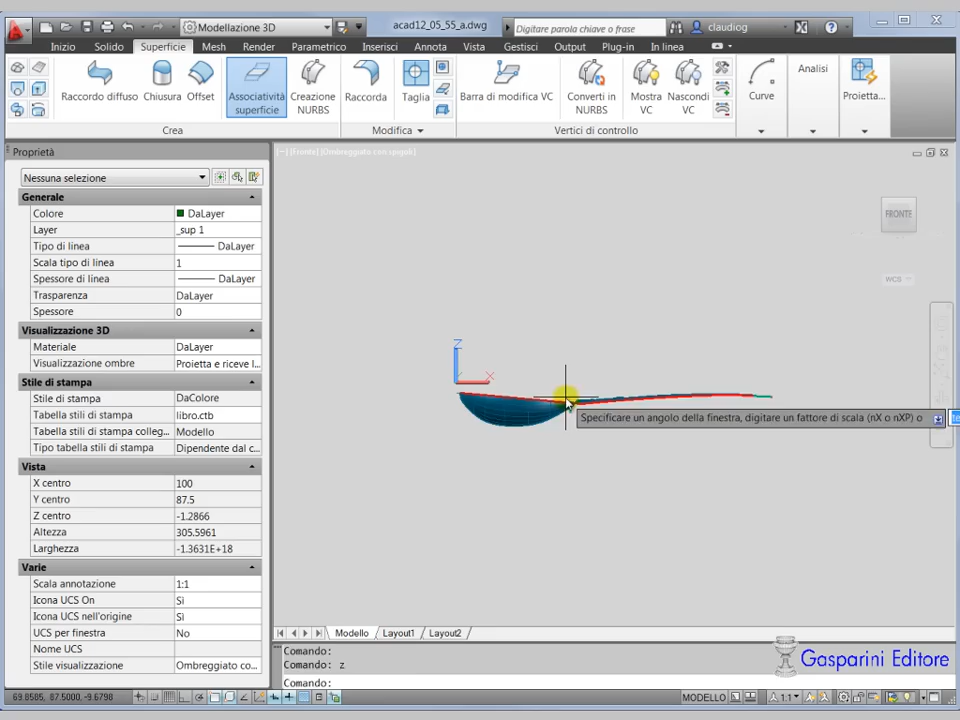 Modellazione 3D
acad12_05_55_a.dwg
Digitare parola chiave o frase
claudiog
Inizio Solido Superficie Mesh Render Parametrico Inserisci Annota Vista Gestisci Output Plug-in In linea
Raccordo diffuso Chiusura Offset Associatività superficie Creazione NURBS Raccorda Taglia Barra di modifica VC Converti in NURBS Mostra VC Nascondi VC Curve Analisi Proietta...
Crea Modifica Vertici di controllo
Proprietà
[−] [Fronte] [Ombreggiato con spigoli]
Nessuna selezione
Generale
Colore DaLayer
Layer _sup 1
Tipo di linea DaLayer
Scala tipo di linea 1
Spessore di linea DaLayer
Trasparenza DaLayer
Spessore 0
Visualizzazione 3D
Materiale DaLayer
Visualizzazione ombre Proietta e riceve l...
Stile di stampa
Stile di stampa DaColore
Tabella stili di stampa libro.ctb
Tabella stili di stampa colleg... Modello
Tipo tabella stili di stampa Dipendente dal c...
Vista
X centro 100
Y centro 87.5
Z centro -1.2866
Altezza 305.5961
Larghezza -1.3631E+18
Varie
Scala annotazione 1:1
Icona UCS On Sì
Icona UCS nell'origine Sì
UCS per finestra No
Nome UCS
Stile visualizzazione Ombreggiato co...
FRONTE
WCS
Z
X
Specificare un angolo della finestra, digitare un fattore di scala (nX o nXP) o
Modello Layout1 Layout2
Comando:
Comando: z
Comando:
Gasparini Editore
69.8585, 87.5000, -9.6798
MODELLO
1:1